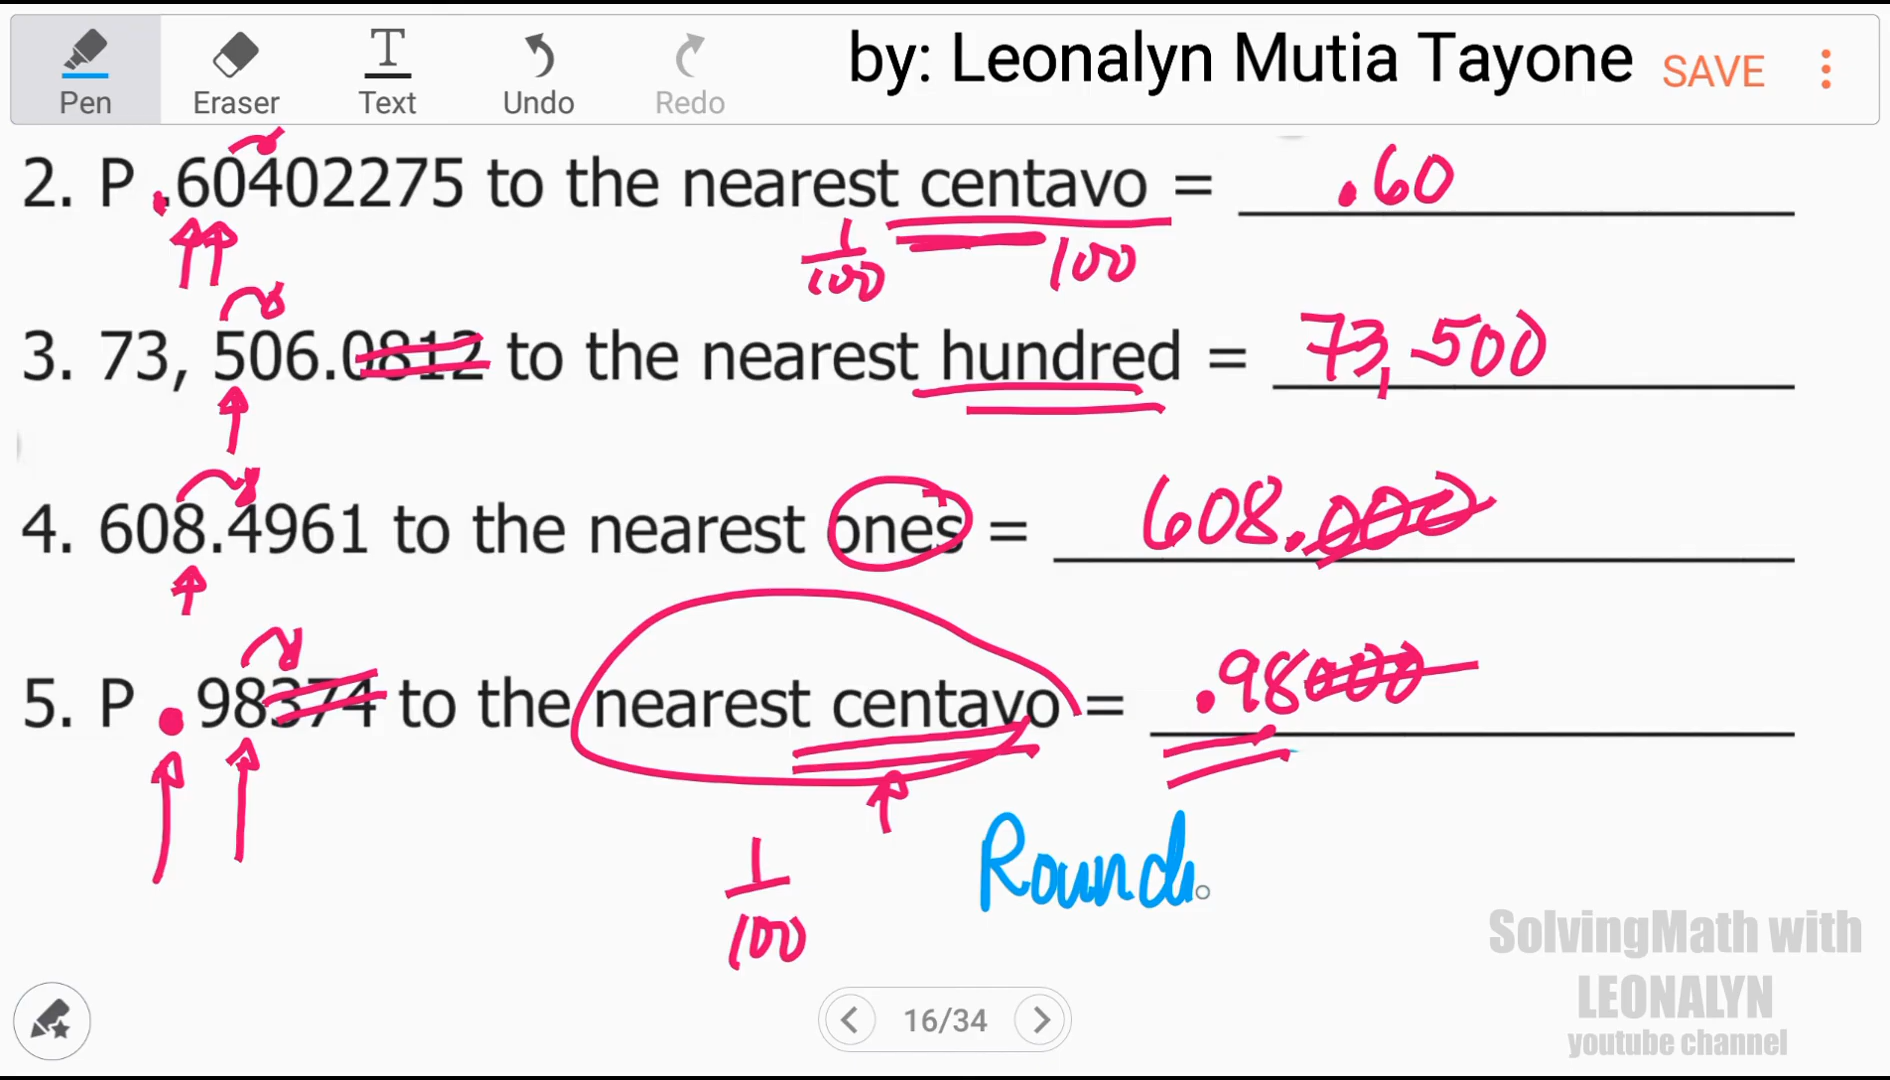 by: Leonalyn Mutia Tayone SAVE
Pen Eraser Text Undo Redo
2. P .60402275 to the nearest centavo = .60
1/100 100
3. 73, 506.0812 to the nearest hundred = 73,500
4. 608.4961 to the nearest ones = 608.000
5. P .98374 to the nearest centavo = .98000
1/100
Round
SolvingMath with
LEONALYN
youtube channel
16/34